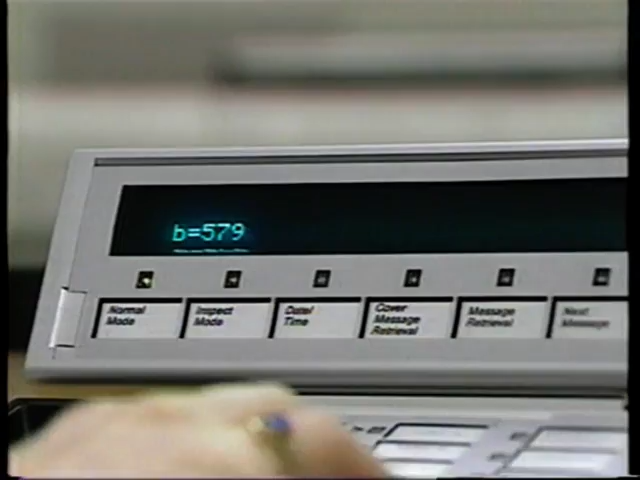 b=579
Normal
Mode
Inspect
Mode
Date/
Time
Cover
Message
Retrieval
Message
Retrieval
Next
Message